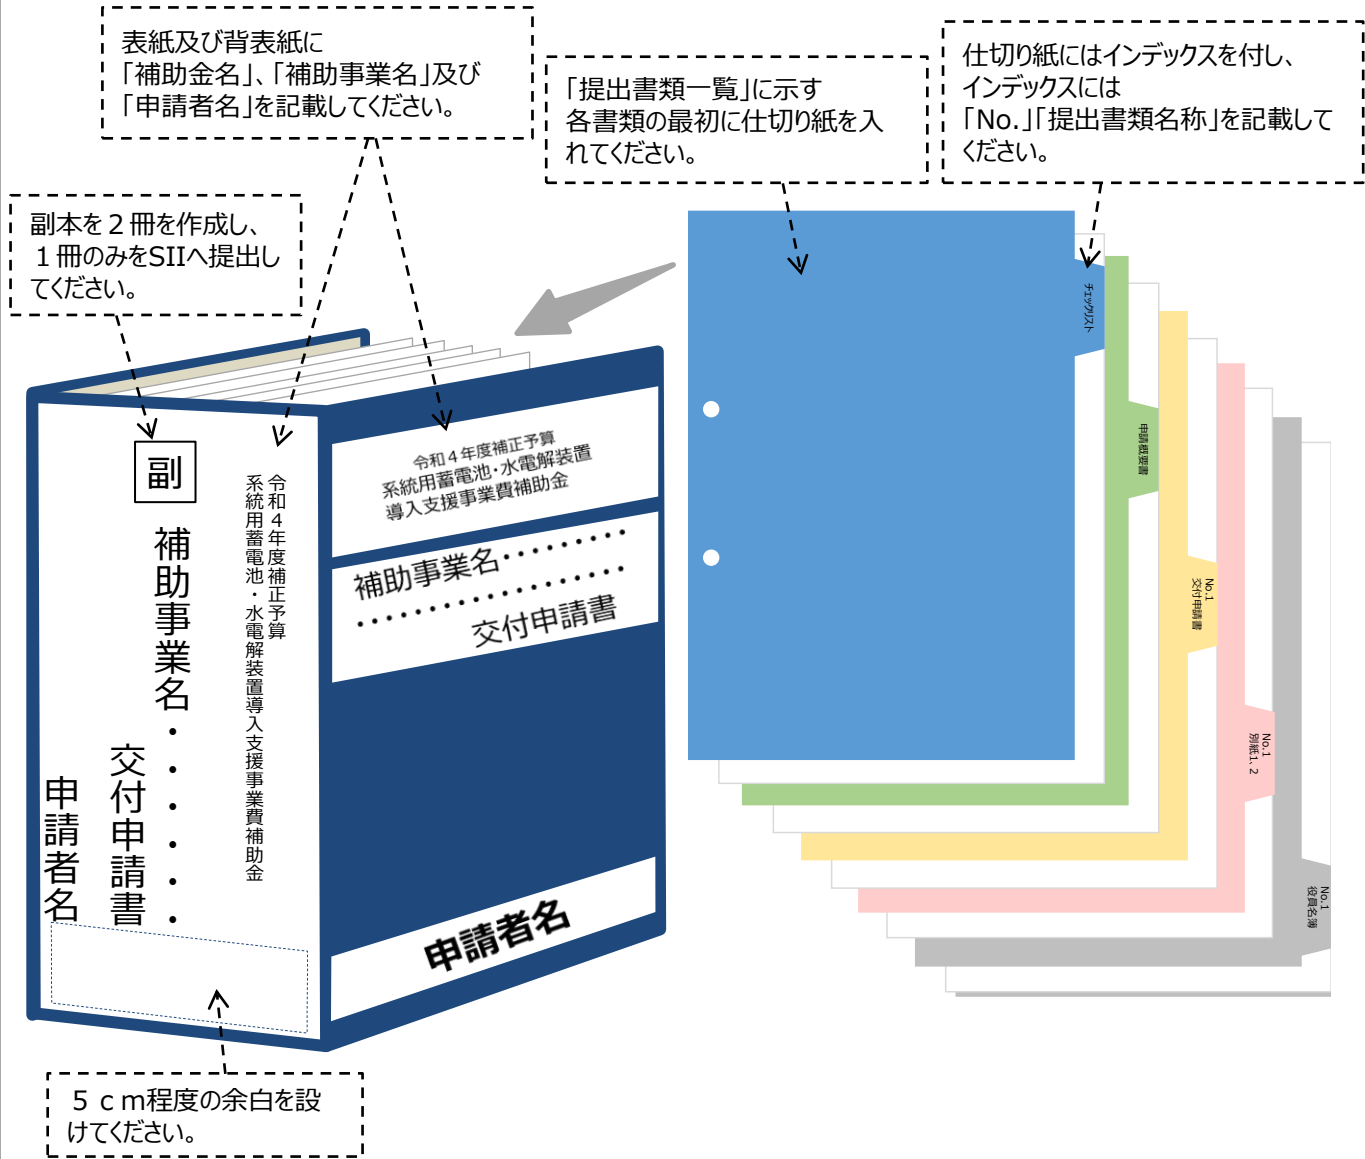 表紙及び背表紙に
「補助金名」、「補助事業名」及び
「申請者名」を記載してください。
「提出書類一覧」に示す
各書類の最初に仕切り紙を入
れてください。
仕切り紙にはインデックスを付し、
インデックスには
「No.」「提出書類名称」を記載して
ください。
副本を２冊を作成し、
１冊のみをSIIへ提出し
てください。
副
令和４年度補正予算
系統用蓄電池・水電解装置導入支援事業費補助金
補助事業名・・・・・・
交付申請書
申請者名
令和４年度補正予算
系統用蓄電池・水電解装置
導入支援事業費補助金
補助事業名・・・・・・・・・
・・・・・・・・・・・・・・・・・
交付申請書
申請者名
チェックリスト
申請概要書
No.1
交付申請書
No.1
別紙1、2
No.1
役員名簿
５ｃｍ程度の余白を設
けてください。